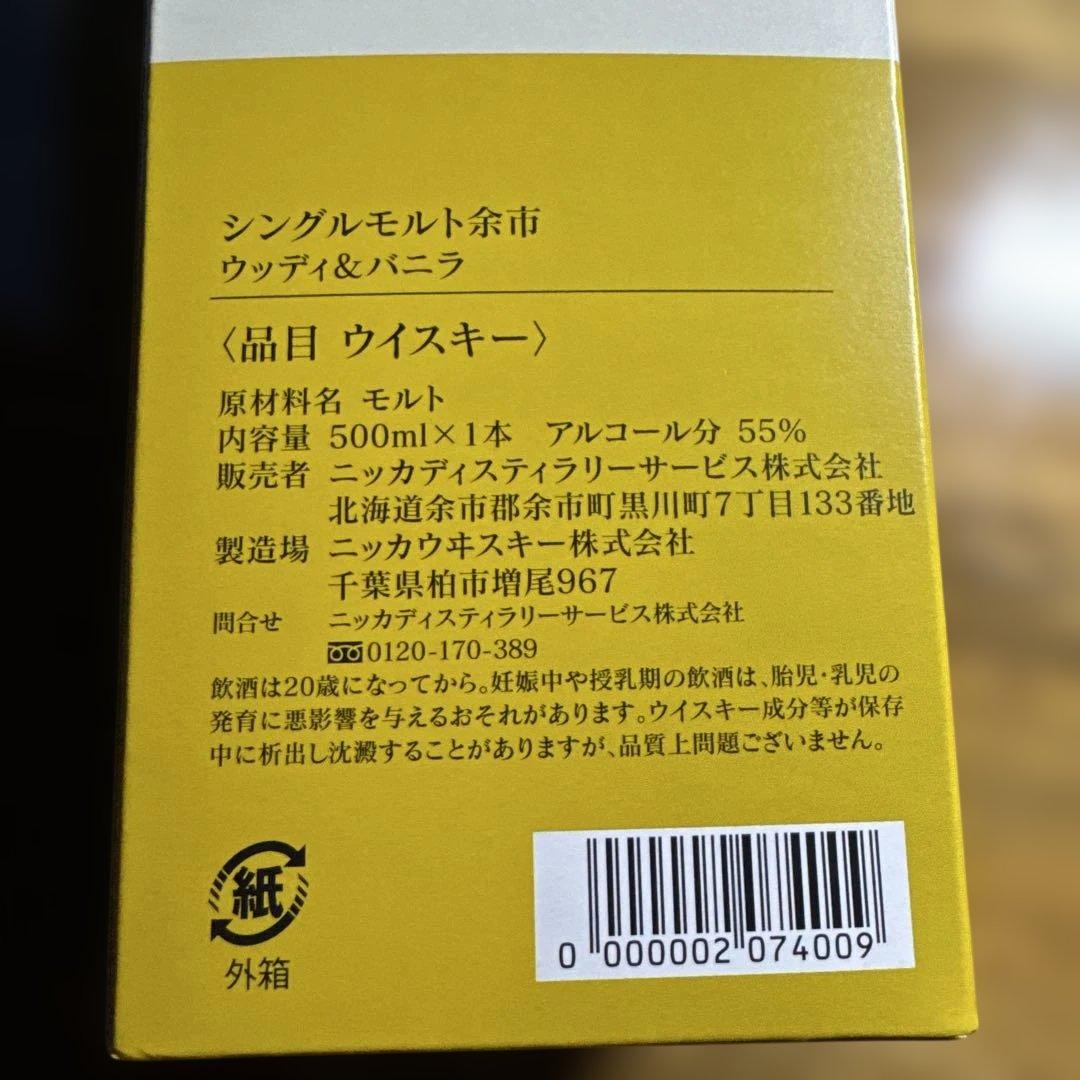 シングルモルト余市
ウッディ&バニラ
〈品目 ウイスキー〉
原材料名 モルト
内容量 500ml×1本 アルコール分 55%
販売者 ニッカディスティラリーサービス株式会社
北海道余市郡余市町黒川町7丁目133番地
製造場 ニッカウヰスキー株式会社
千葉県柏市増尾967
問合せ ニッカディスティラリーサービス株式会社
0120-170-389
飲酒は20歳になってから。妊娠中や授乳期の飲酒は、胎児・乳児の
発育に悪影響を与えるおそれがあります。ウイスキー成分等が保存
中に析出し沈澱することがありますが、品質上問題ございません。
紙
外箱
0 000002 074009